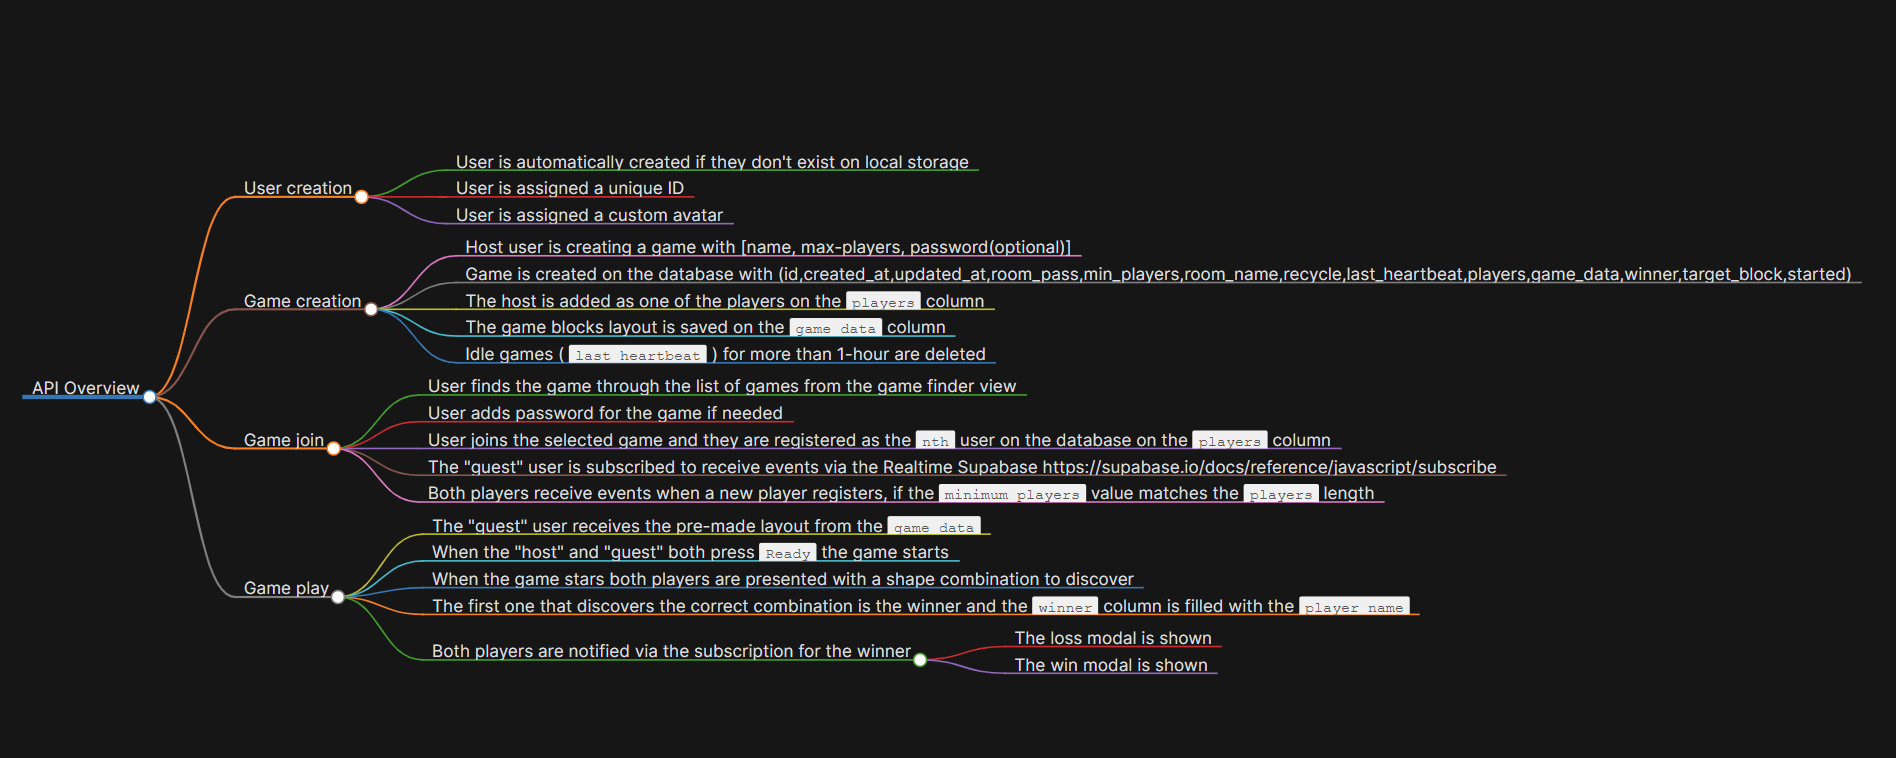 API Overview
User creation
User is automatically created if they don't exist on local storage
User is assigned a unique ID
User is assigned a custom avatar
Game creation
Host user is creating a game with [name, max-players, password(optional)]
Game is created on the database with (id,created_at,updated_at,room_pass,min_players,room_name,recycle,last_heartbeat,players,game_data,winner,target_block,started)
The host is added as one of the players on the players column
The game blocks layout is saved on the game_data column
Idle games ( last_heartbeat ) for more than 1-hour are deleted
Game join
User finds the game through the list of games from the game finder view
User adds password for the game if needed
User joins the selected game and they are registered as the nth user on the database on the players column
The "guest" user is subscribed to receive events via the Realtime Supabase https://supabase.io/docs/reference/javascript/subscribe
Both players receive events when a new player registers, if the minimum_players value matches the players length
Game play
The "guest" user receives the pre-made layout from the game_data
When the "host" and "guest" both press Ready the game starts
When the game stars both players are presented with a shape combination to discover
The first one that discovers the correct combination is the winner and the winner column is filled with the player_name
Both players are notified via the subscription for the winner
The loss modal is shown
The win modal is shown